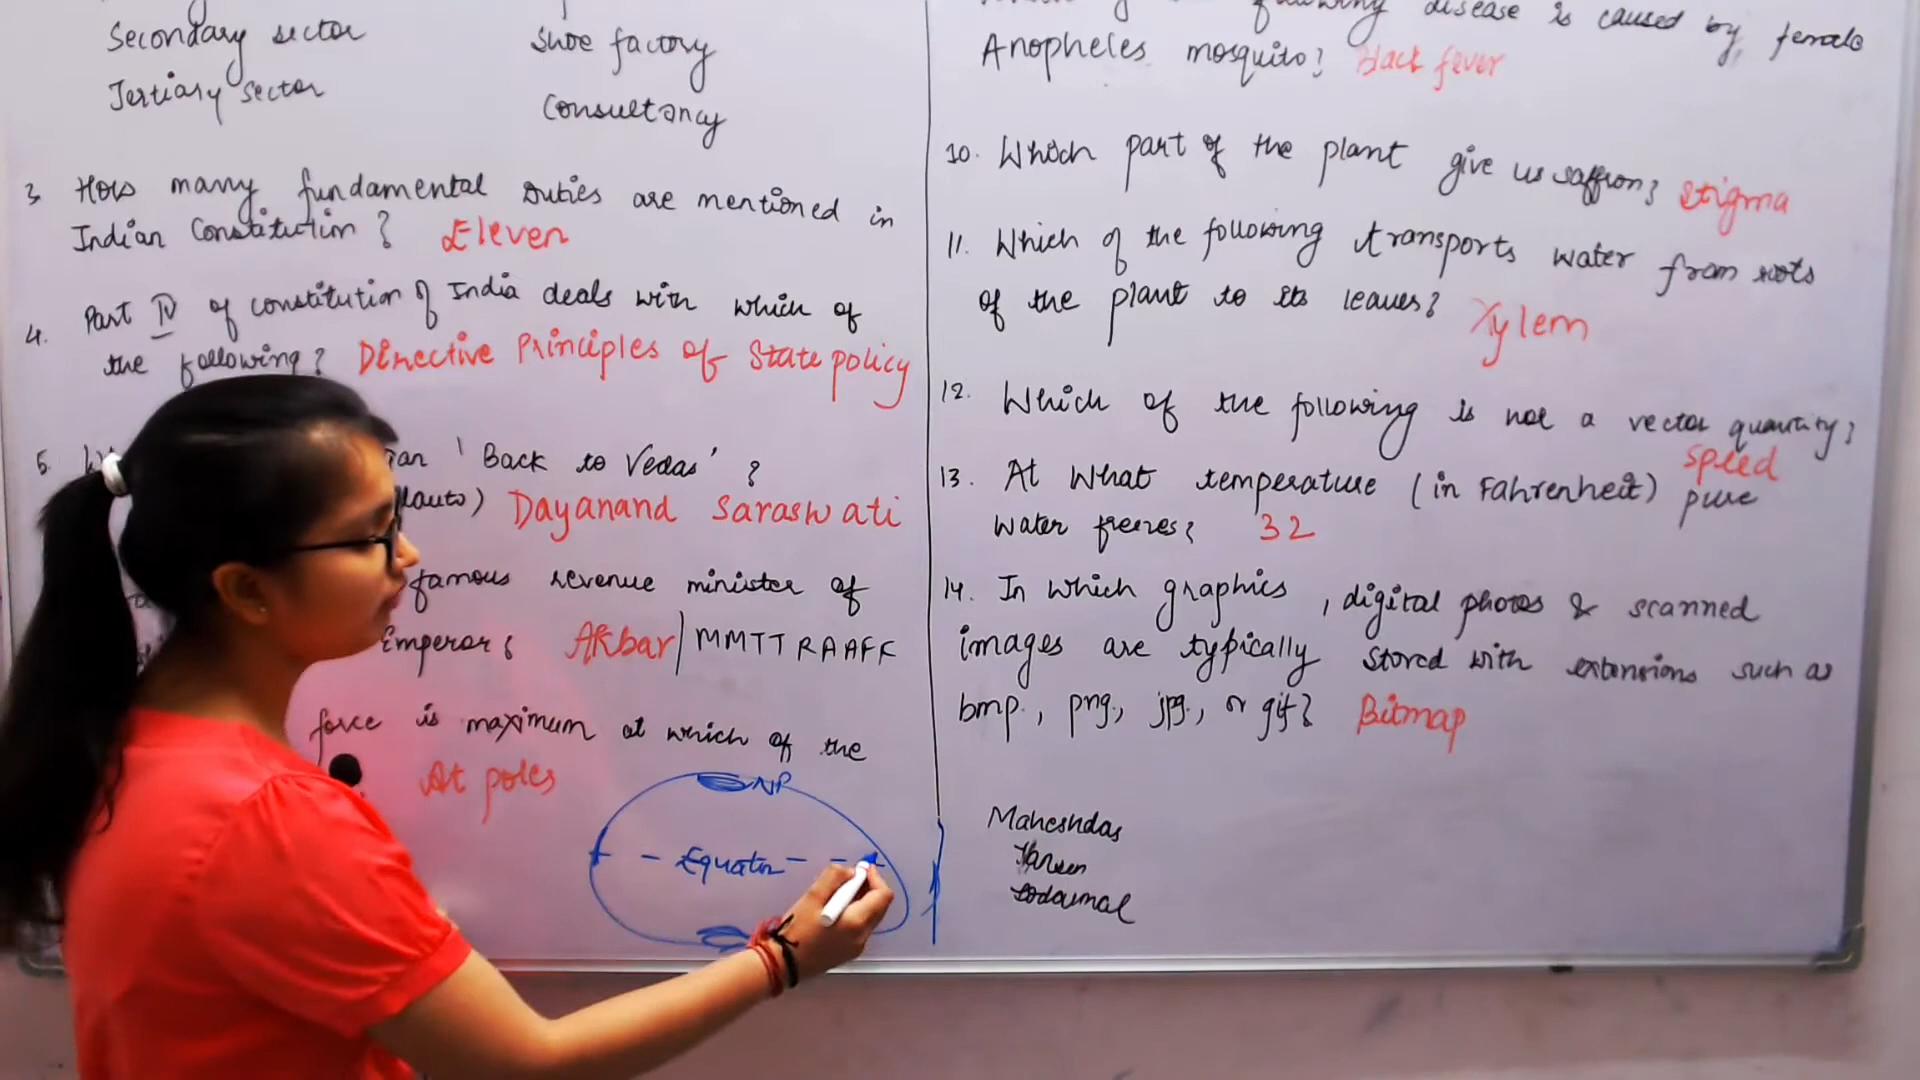 Secondary sector
Shoe factory
Tertiary sector
Consultancy
3. How many fundamental Duties are mentioned in
Indian Constitution? Eleven
4. Part IV of constitution of India deals with which of
the following? Directive Principles of State policy
5.
'Back to Vedas' ?
Dayanand Saraswati
famous revenue minister of
Emperor? Akbar | MMTTRAAFF
force is maximum at which of the
At poles
NP
Equator
following disease is caused by female
Anopheles mosquito? Black fever
10. Which part of the plant give us saffron? Stigma
11. Which of the following transports water from roots
of the plant to its leaves? Xylem
12. Which of the following is not a vector quantity?
Speed
13. At What temperature (in Fahrenheit) pure
water freezes? 32
14. In which graphics, digital photos & scanned
images are typically stored with extensions such as
bmp., png., jpg., or gif? Bitmap
Maheshdas